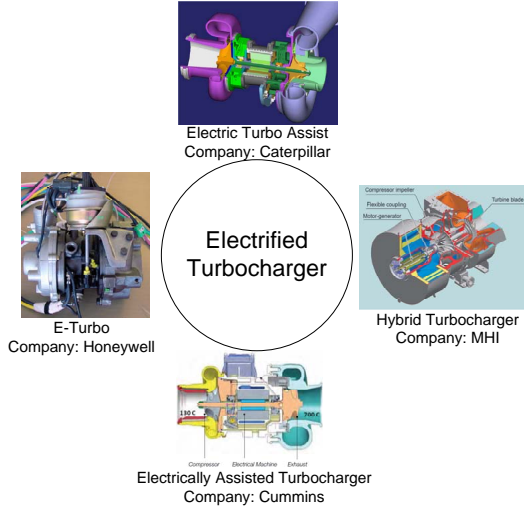 Electric Turbo Assist
Company: Caterpillar
Compressor impeller
Flexible coupling
Motor-generator
Turbine blade
Electrified
Turbocharger
E-Turbo
Company: Honeywell
Hybrid Turbocharger
Company: MHI
130 C
700 C
Compressor
Electrical Machine
Exhaust
Electrically Assisted Turbocharger
Company: Cummins